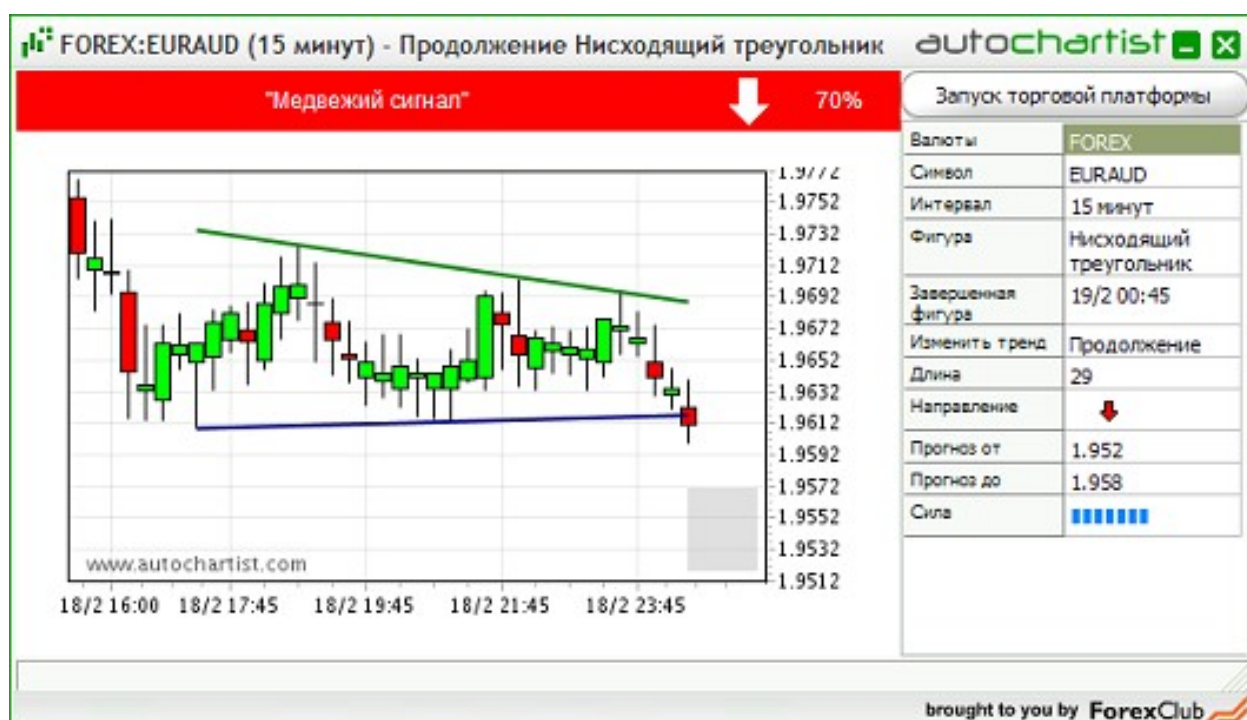 FOREX:EURAUD (15 минут) - Продолжение Нисходящий треугольник
autochartist
"Медвежий сигнал"
70%
Запуск торговой платформы
Валюты FOREX
Символ EURAUD
Интервал 15 минут
Фигура Нисходящий
треугольник
Завершенная 19/2 00:45
фигура
Изменить тренд Продолжение
Длина 29
Направление
Прогноз от 1.952
Прогноз до 1.958
Сила
1.9772
1.9752
1.9732
1.9712
1.9692
1.9672
1.9652
1.9632
1.9612
1.9592
1.9572
1.9552
1.9532
1.9512
www.autochartist.com
18/2 16:00 18/2 17:45 18/2 19:45 18/2 21:45 18/2 23:45
brought to you by ForexClub